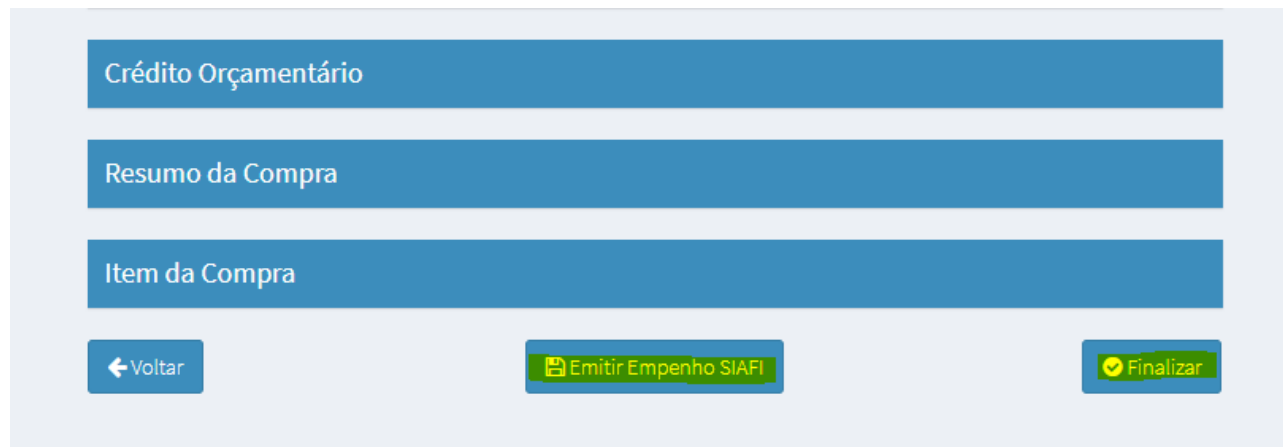 Crédito Orçamentário
Resumo da Compra
Item da Compra
Voltar
Emitir Empenho SIAFI
Finalizar